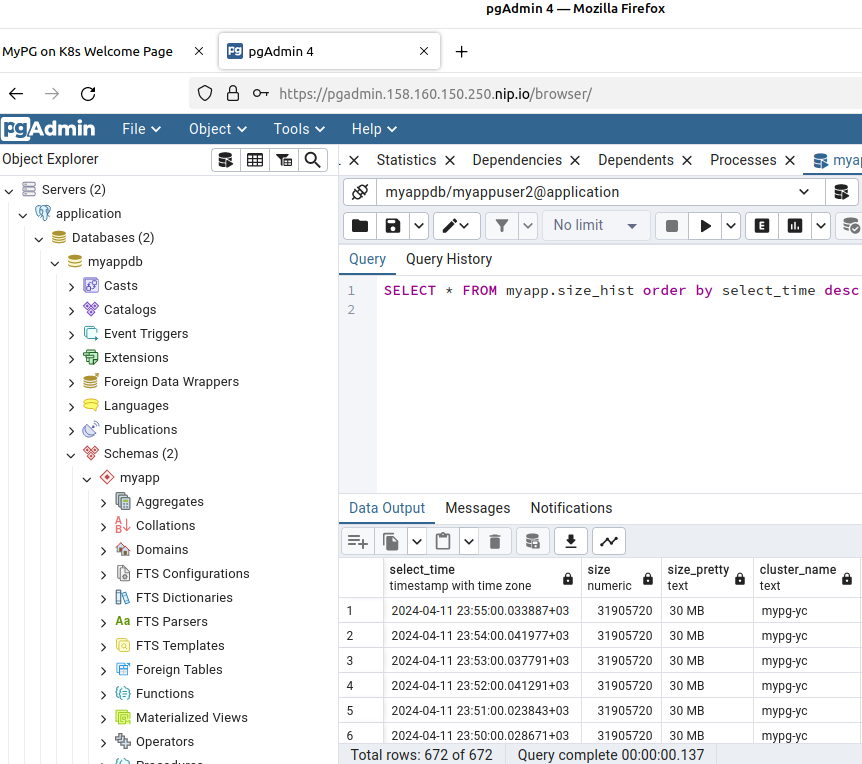 pgAdmin 4 — Mozilla Firefox
MyPG on K8s Welcome Page
pgAdmin 4
https://pgadmin.158.160.150.250.nip.io/browser/
pgAdmin File Object Tools Help
Object Explorer
Statistics Dependencies Dependents Processes
Servers (2)
application
Databases (2)
myappdb
Casts
Catalogs
Event Triggers
Extensions
Foreign Data Wrappers
Languages
Publications
Schemas (2)
myapp
Aggregates
Collations
Domains
FTS Configurations
FTS Dictionaries
Aa FTS Parsers
FTS Templates
Foreign Tables
Functions
Materialized Views
Operators
Procedures
myappdb/myappuser2@application
No limit
E
Query Query History
1 SELECT * FROM myapp.size_hist order by select_time desc
2
Data Output Messages Notifications
select_time size size_pretty cluster_name
timestamp with time zone numeric text text
1 2024-04-11 23:55:00.033887+03 31905720 30 MB mypg-yc
2 2024-04-11 23:54:00.041977+03 31905720 30 MB mypg-yc
3 2024-04-11 23:53:00.037791+03 31905720 30 MB mypg-yc
4 2024-04-11 23:52:00.041291+03 31905720 30 MB mypg-yc
5 2024-04-11 23:51:00.023843+03 31905720 30 MB mypg-yc
6 2024-04-11 23:50:00.028671+03 31905720 30 MB mypg-yc
Total rows: 672 of 672 Query complete 00:00:00.137